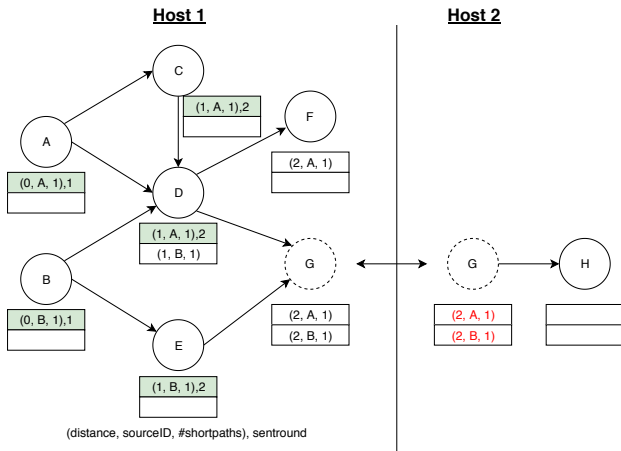 Host 1
Host 2
C
(1, A, 1),2
F
(2, A, 1)
A
(0, A, 1),1
D
(1, A, 1),2
(1, B, 1)
B
(0, B, 1),1
G
(2, A, 1)
(2, B, 1)
G
(2, A, 1)
(2, B, 1)
H
E
(1, B, 1),2
(distance, sourceID, #shortpaths), sentround